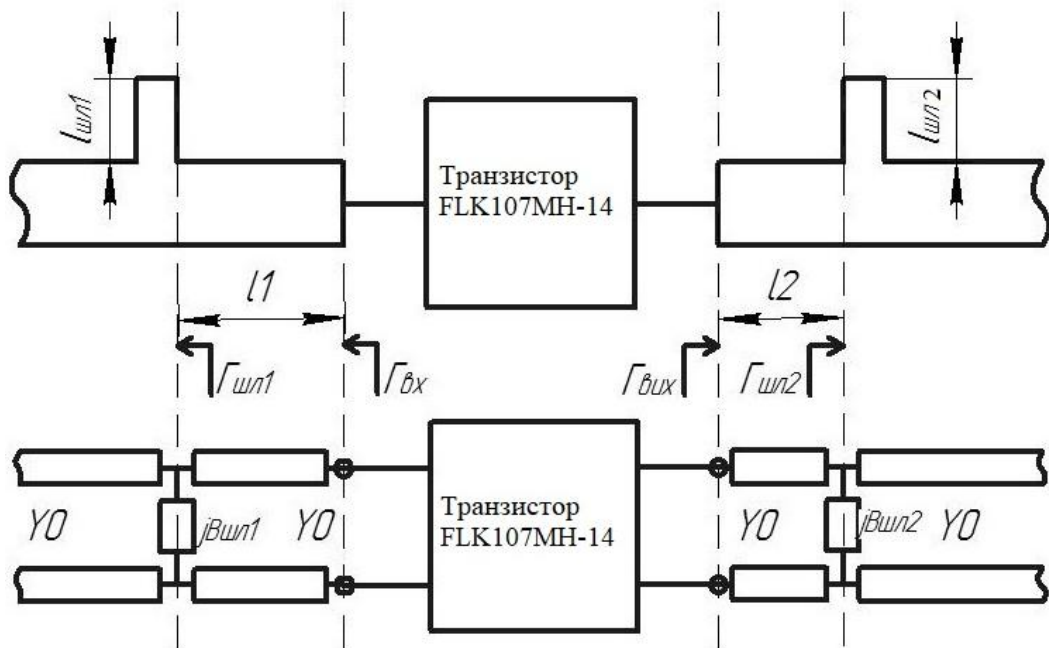 lшл1
Транзистор
FLK107MH-14
lшл2
l1
l2
Гшл1
Гвх
Гвих
Гшл2
Транзистор
FLK107MH-14
Y0
jBшл1
Y0
Y0
jBшл2
Y0